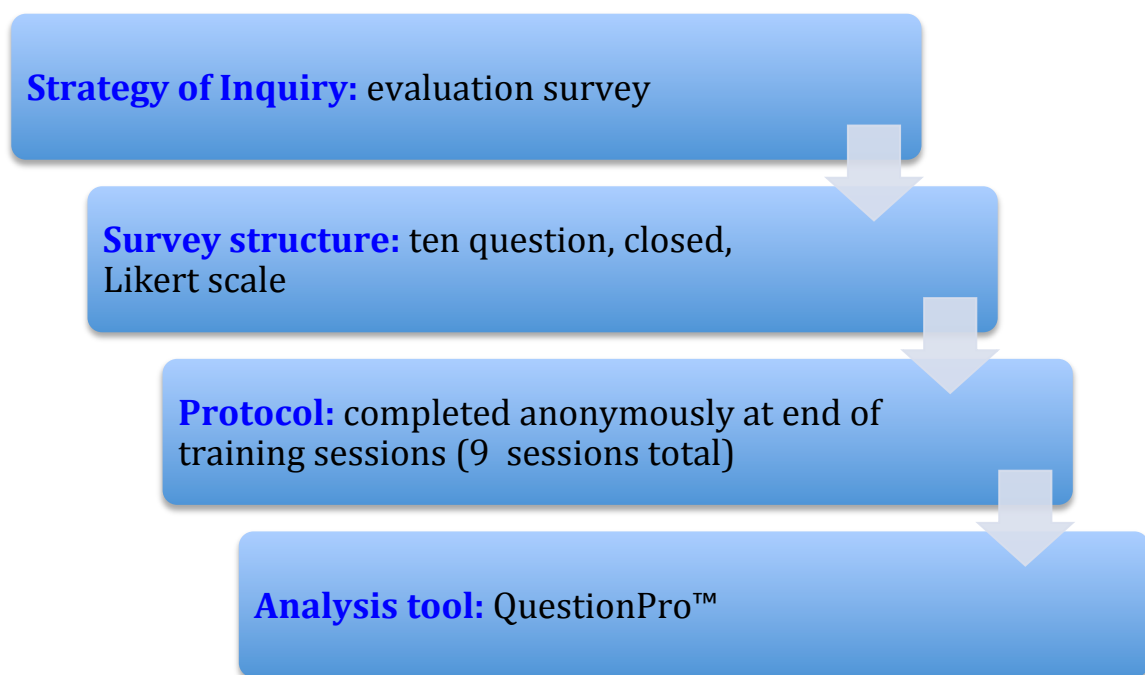 Strategy of Inquiry: evaluation survey
Survey structure: ten question, closed,
Likert scale
Protocol: completed anonymously at end of
training sessions (9  sessions total)
Analysis tool: QuestionPro™